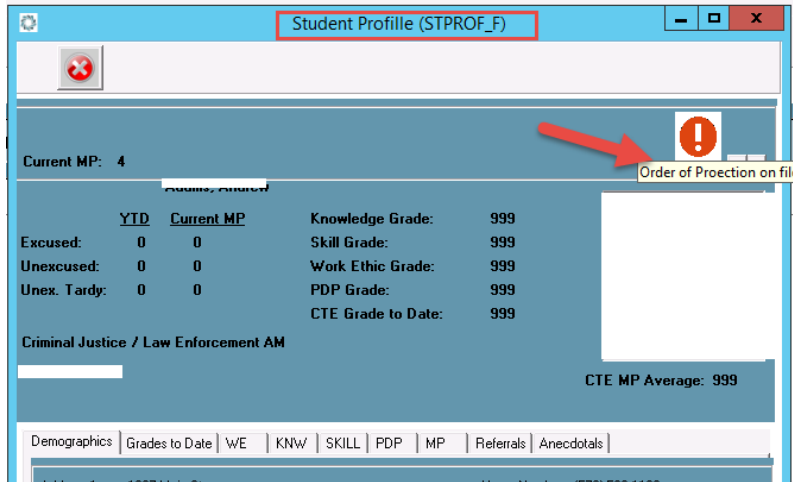 Student Profille (STPROF_F)
Current MP: 4
Order of Proection on fil
YTD Current MP Knowledge Grade: 999
Excused: 0 0 Skill Grade: 999
Unexcused: 0 0 Work Ethic Grade: 999
Unex. Tardy: 0 0 PDP Grade: 999
CTE Grade to Date: 999
Criminal Justice / Law Enforcement AM
CTE MP Average: 999
Demographics Grades to Date WE KNW SKILL PDP MP Referrals Anecdotals